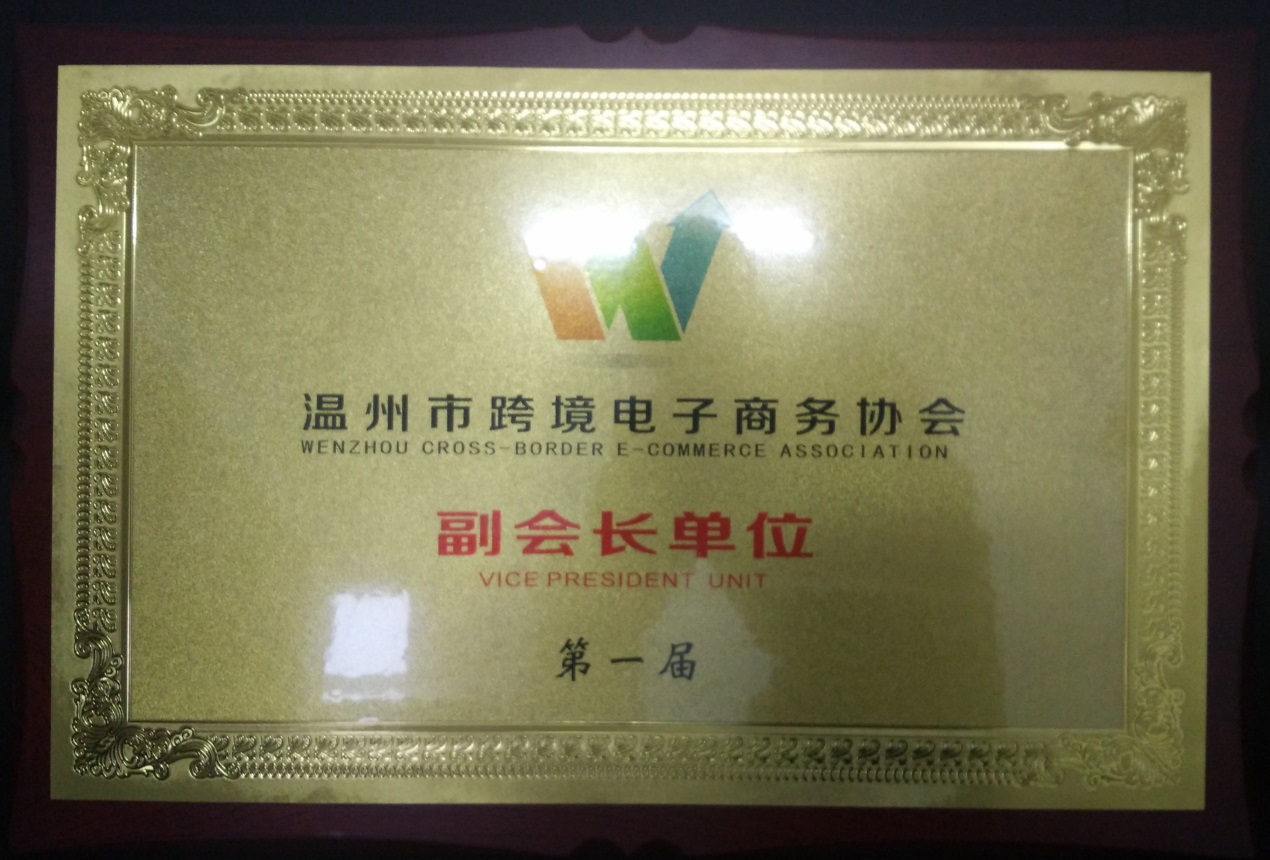 温州市跨境电子商务协会
WENZHOU CROSS-BORDER E-COMMERCE ASSOCIATION
副会长单位
VICE PRESIDENT UNIT
第一届